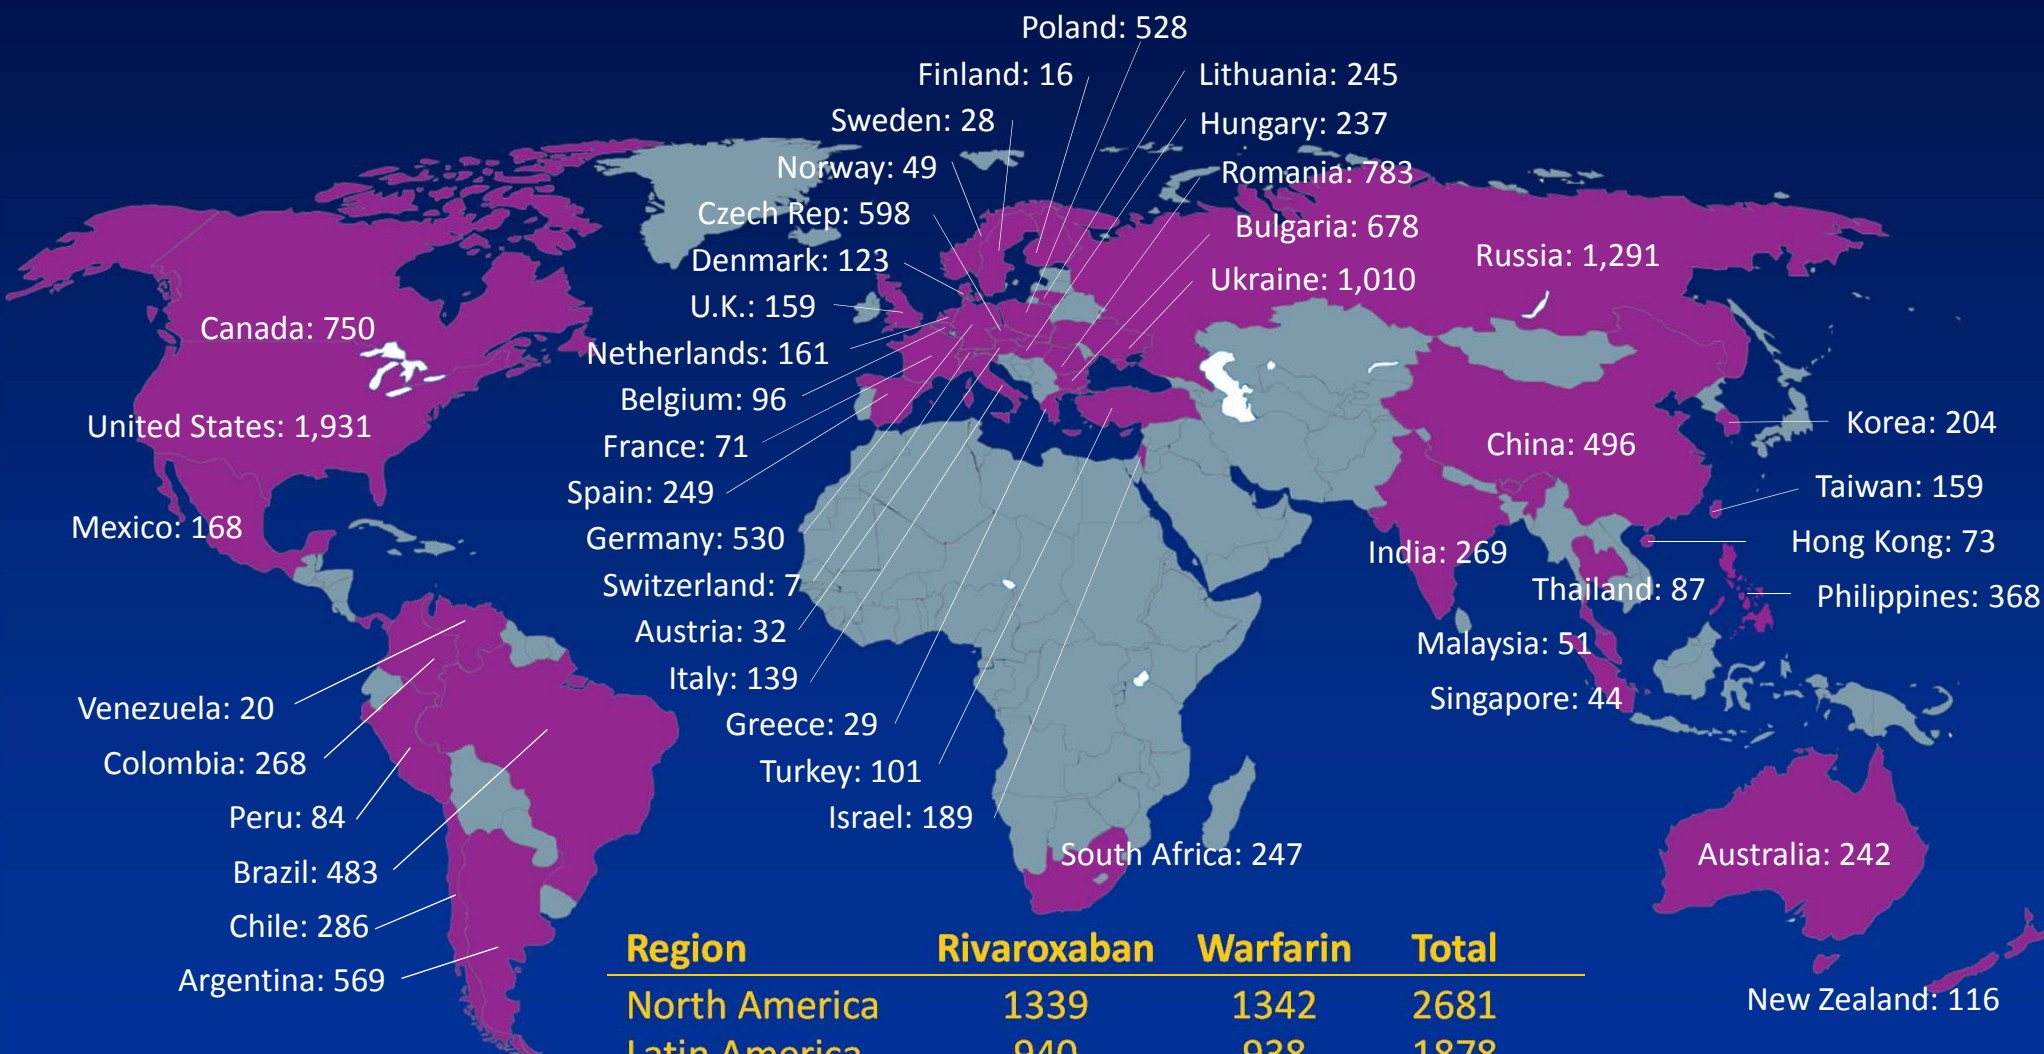 Poland: 528
Finland: 16
Lithuania: 245
Sweden: 28
Hungary: 237
Norway: 49
Romania: 783
Czech Rep: 598
Bulgaria: 678
Denmark: 123
Russia: 1,291
Ukraine: 1,010
U.K.: 159
Canada: 750
Netherlands: 161
Belgium: 96
United States: 1,931
Korea: 204
France: 71
China: 496
Spain: 249
Taiwan: 159
Mexico: 168
Germany: 530
Hong Kong: 73
India: 269
Switzerland: 7
Thailand: 87
Philippines: 368
Austria: 32
Malaysia: 51
Italy: 139
Singapore: 44
Venezuela: 20
Greece: 29
Colombia: 268
Turkey: 101
Peru: 84
Israel: 189
South Africa: 247
Australia: 242
Brazil: 483
Chile: 286
Argentina: 569
New Zealand: 116
Region Rivaroxaban Warfarin Total
North America 1339 1342 2681
Latin America 940 938 1878